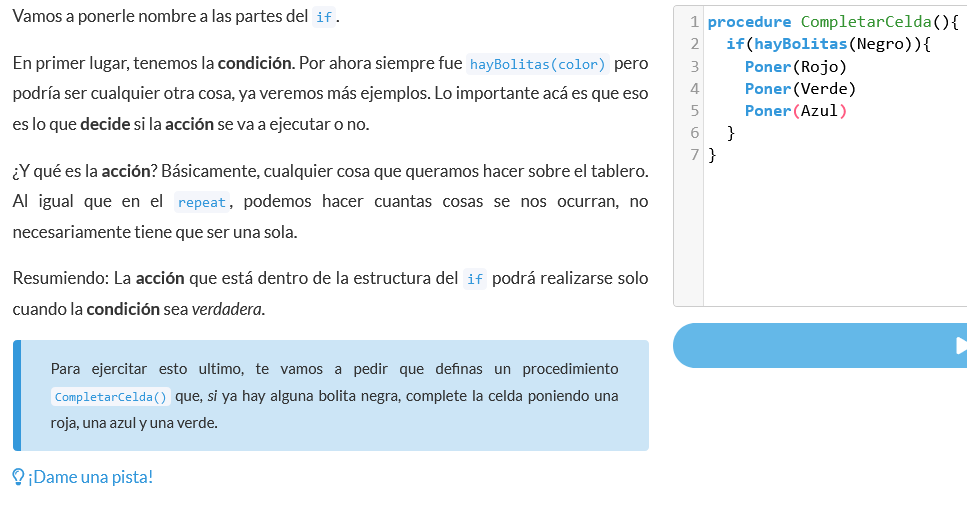 Vamos a ponerle nombre a las partes del if.
En primer lugar, tenemos la condición. Por ahora siempre fue hayBolitas(color) pero
podría ser cualquier otra cosa, ya veremos más ejemplos. Lo importante acá es que eso
es lo que decide si la acción se va a ejecutar o no.
¿Y qué es la acción? Básicamente, cualquier cosa que queramos hacer sobre el tablero.
Al igual que en el repeat, podemos hacer cuantas cosas se nos ocurran, no
necesariamente tiene que ser una sola.
Resumiendo: La acción que está dentro de la estructura del if podrá realizarse solo
cuando la condición sea verdadera.
Para ejercitar esto ultimo, te vamos a pedir que definas un procedimiento
CompletarCelda() que, si ya hay alguna bolita negra, complete la celda poniendo una
roja, una azul y una verde.
¡Dame una pista!
1 procedure CompletarCelda(){
2 if(hayBolitas(Negro)){
3 Poner(Rojo)
4 Poner(Verde)
5 Poner(Azul)
6 }
7 }